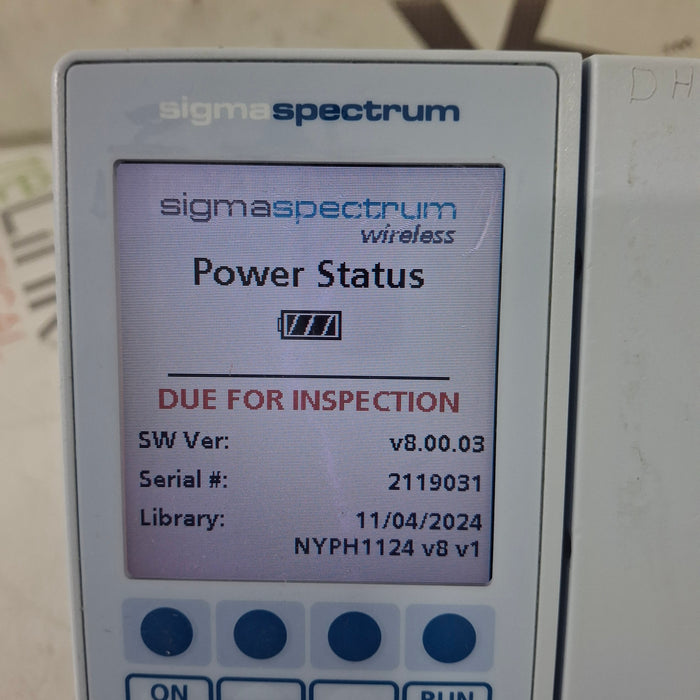 DH
sigmaspectrum
sigmaspectrum
wireless
Power Status
DUE FOR INSPECTION
SW Ver: v8.00.03
Serial #: 2119031
Library: 11/04/2024
NYPH1124 v8 v1
ON
RUN